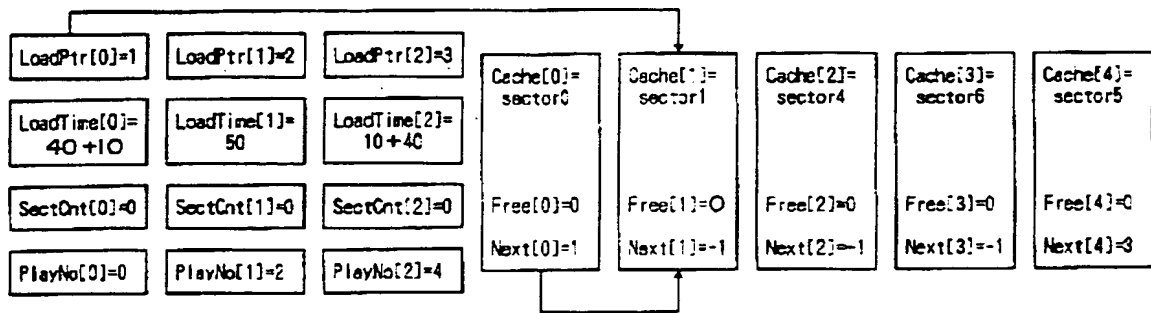 LoadPtr[0]=1
LoadPtr[1]=2
LoadPtr[2]=3
LoadTime[0]=
40+10
LoadTime[1]=
50
LoadTime[2]=
10+40
SectCnt[0]=0
SectCnt[1]=0
SectCnt[2]=0
PlayNo[0]=0
PlayNo[1]=2
PlayNo[2]=4
Cache[0]=
sector0
Free[0]=0
Next[0]=1
Cache[1]=
sector1
Free[1]=0
Next[1]=-1
Cache[2]=
sector4
Free[2]=0
Next[2]=-1
Cache[3]=
sector6
Free[3]=0
Next[3]=-1
Cache[4]=
sector5
Free[4]=0
Next[4]=3